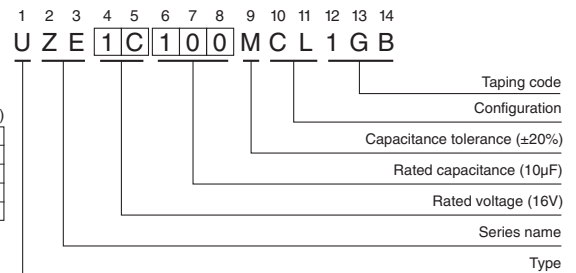 1 2 3 4 5 6 7 8 9 10 11 12 13 14
U Z E 1 C 1 0 0 M C L 1 G B
)
Taping code
Configuration
Capacitance tolerance (±20%)
Rated capacitance (10µF)
Rated voltage (16V)
Series name
Type